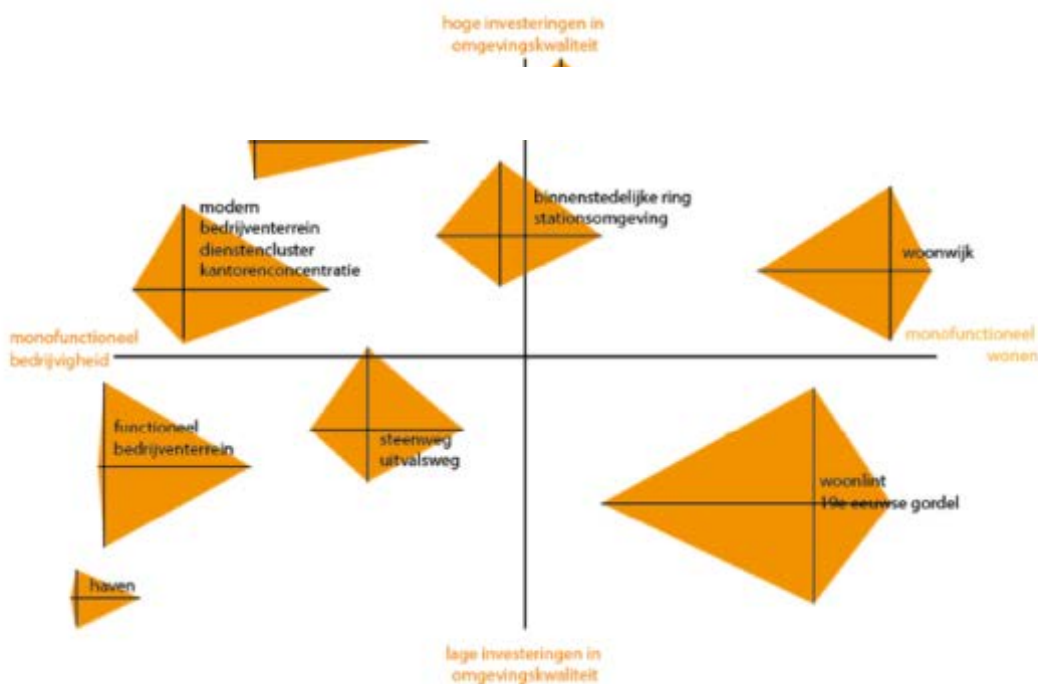 hoge investeringen in
omgevingskwaliteit
binnenstedelijke ring
stationsomgeving
modern
bedrijventerrein
dienstencluster
kantorenconcentratie
woonwijk
monofunctioneel
bedrijvigheid
monofunctioneel
wonen
functioneel
bedrijventerrein
steenweg
uitvalsweg
woonlint
19e eeuwse gordel
haven
lage investeringen in
omgevingskwaliteit